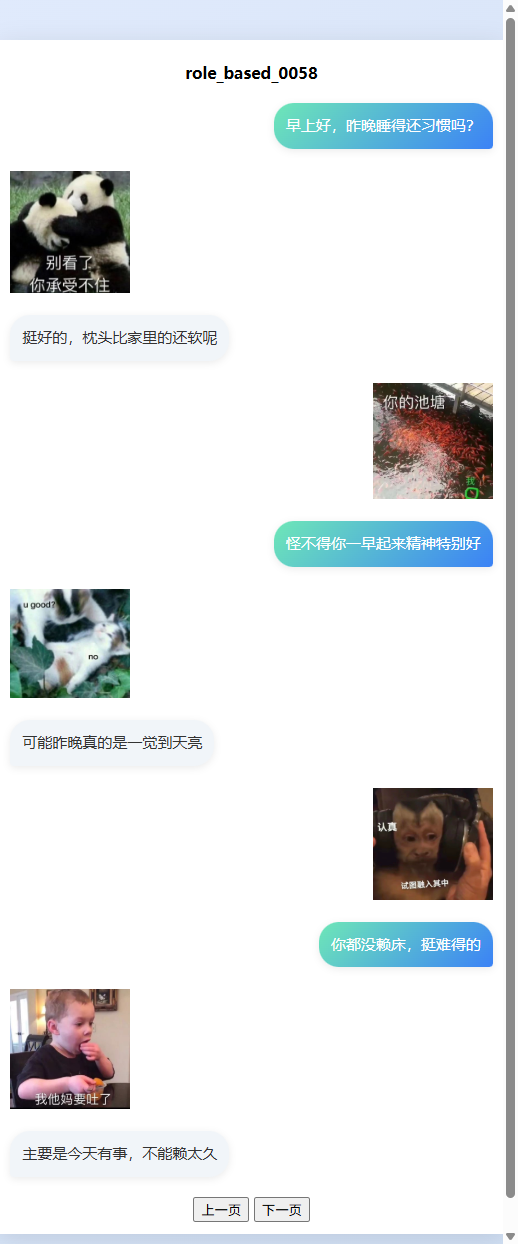 role_based_0058
早上好，昨晚睡得还习惯吗？
别看了
你承受不住
挺好的，枕头比家里的还软呢
你的池塘
我
怪不得你一早起来精神特别好
u good?
no
可能昨晚真的是一觉到天亮
认真
试图融入其中
你都没赖床，挺难得的
我他妈要吐了
主要是今天有事，不能赖太久
上一页 下一页